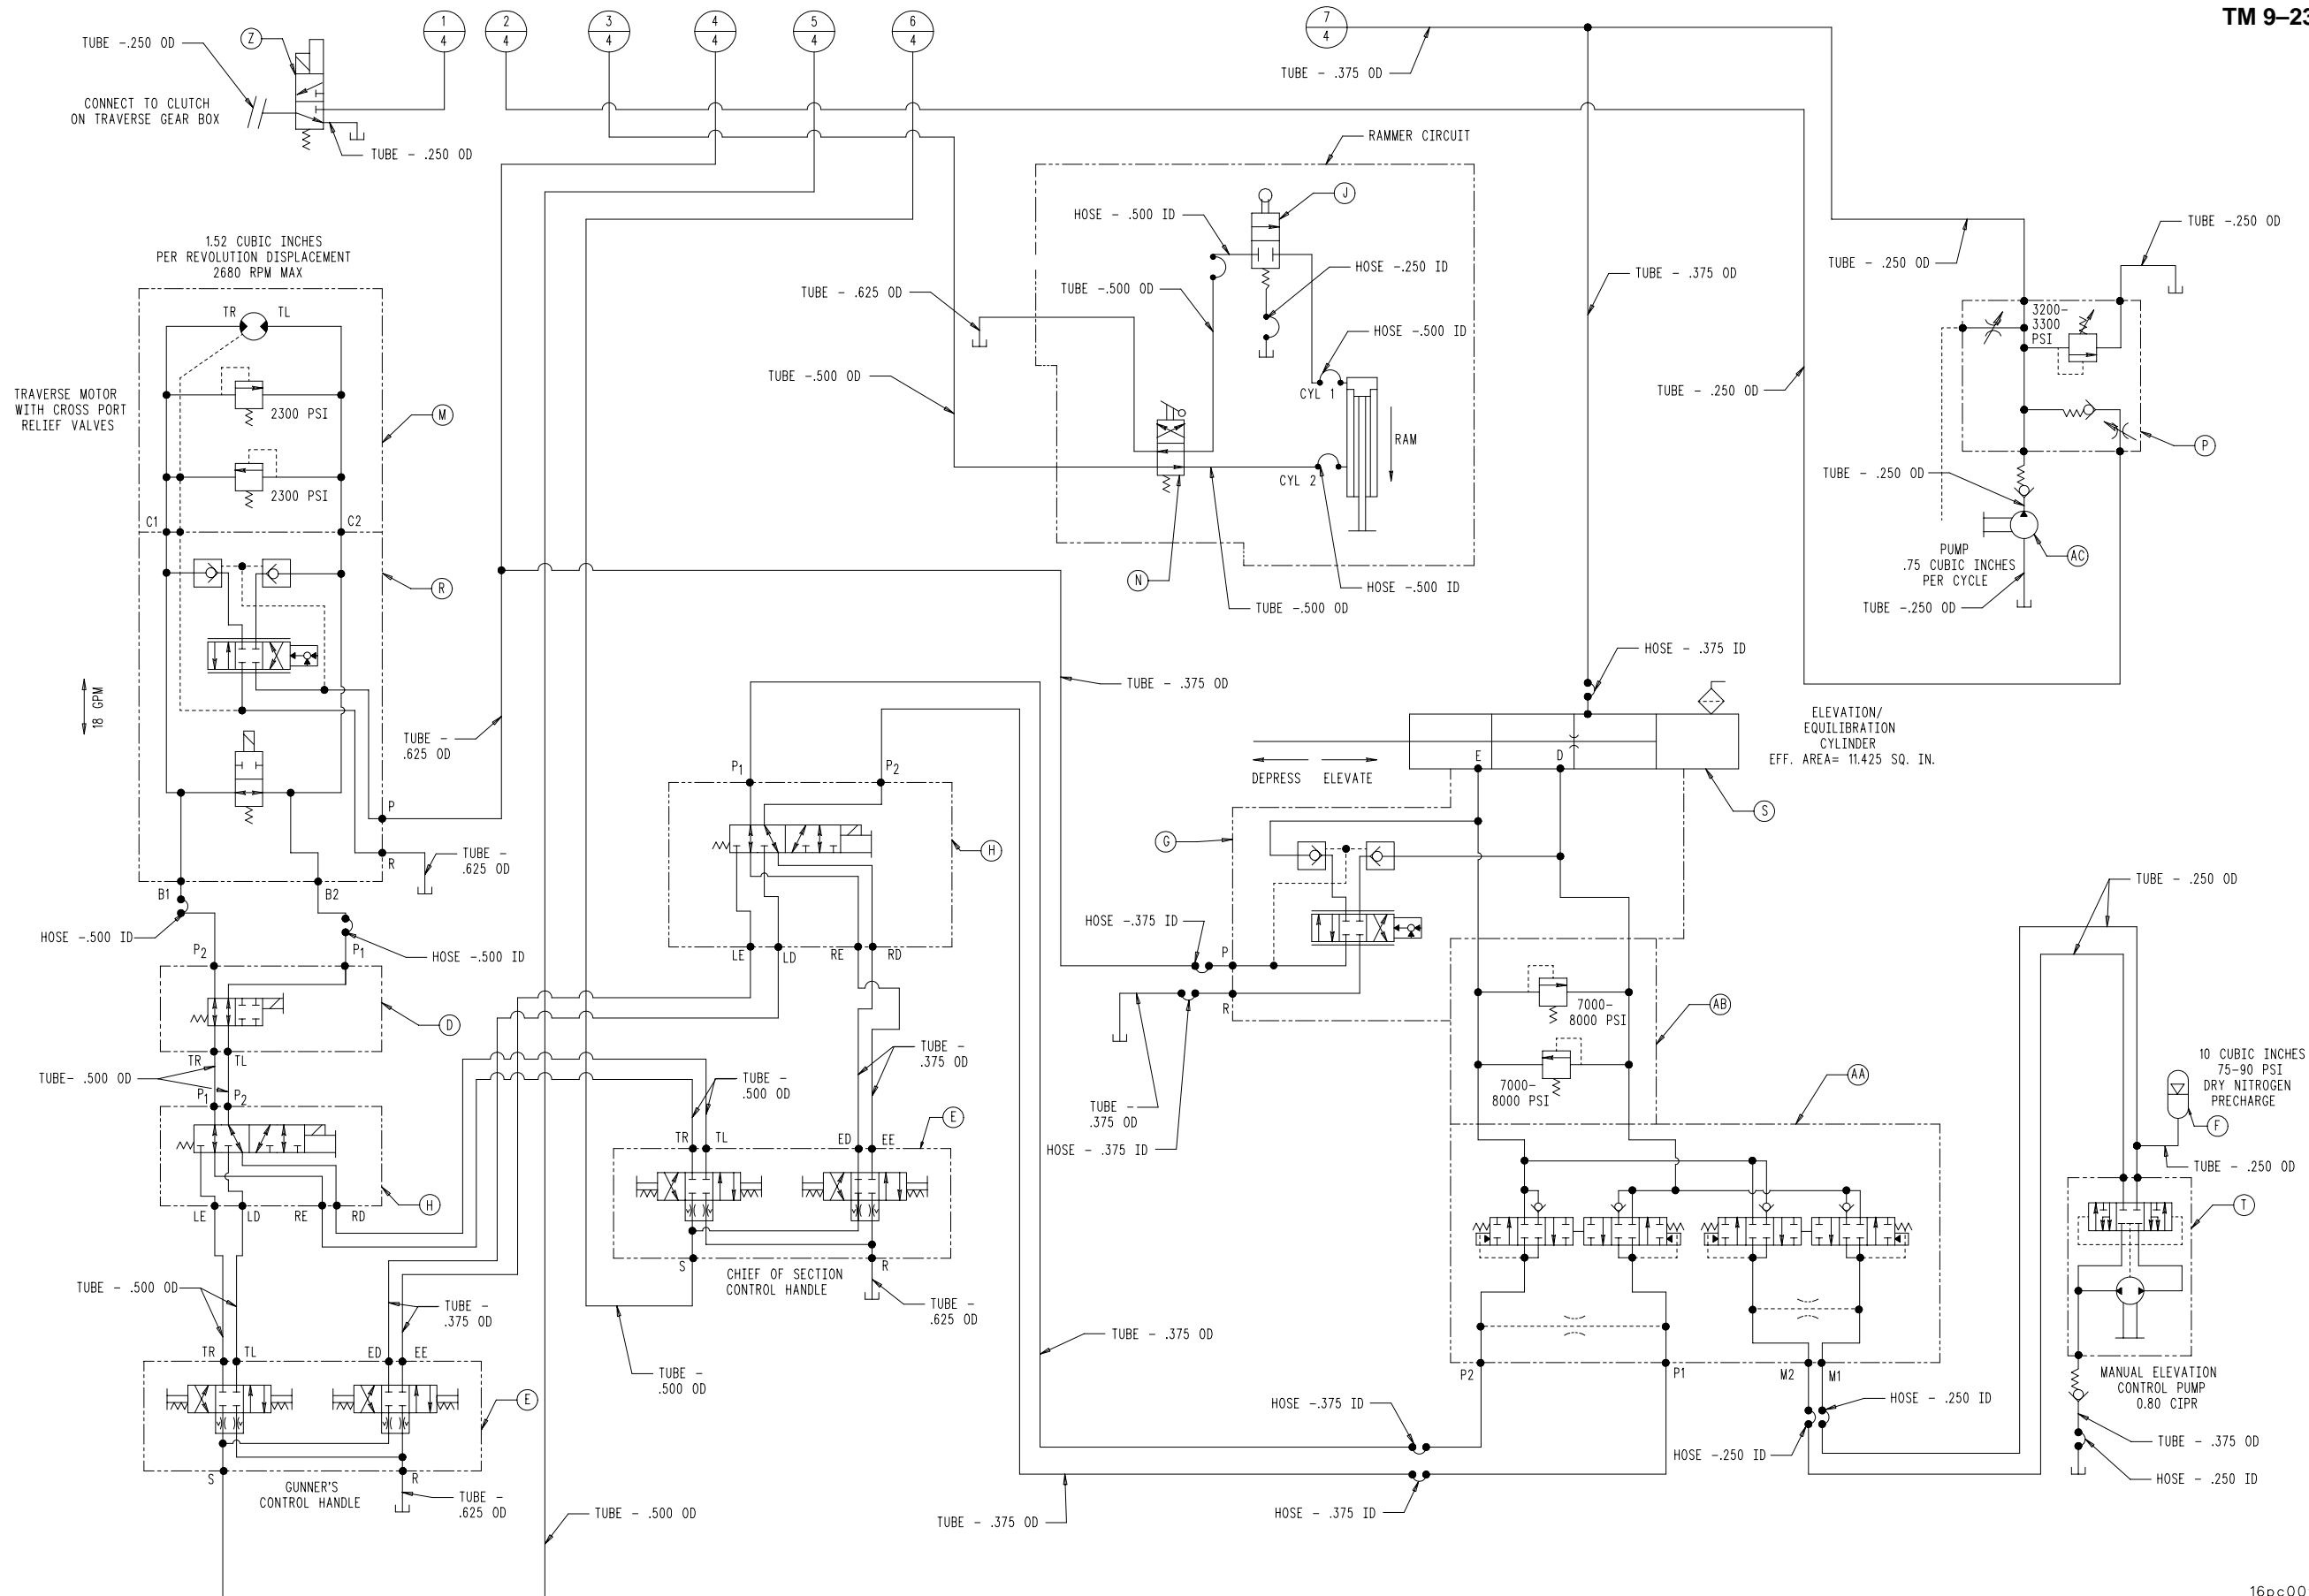 TM 9–23
1
4
2
4
3
4
4
4
5
4
6
4
7
4
TUBE -.250 OD
Z
CONNECT TO CLUTCH
ON TRAVERSE GEAR BOX
TUBE - .250 OD
TUBE - .375 OD
RAMMER CIRCUIT
J
HOSE - .500 ID
HOSE -.250 ID
TUBE -.500 OD
TUBE - .625 OD
HOSE -.500 ID
TUBE -.500 OD
CYL 1
RAM
CYL 2
N
HOSE -.500 ID
TUBE -.500 OD
TUBE - .375 OD
TUBE -.250 OD
TUBE - .250 OD
3200-
3300
PSI
TUBE - .250 OD
P
TUBE - .250 OD
PUMP
.75 CUBIC INCHES
PER CYCLE
AC
TUBE -.250 OD
1.52 CUBIC INCHES
PER REVOLUTION DISPLACEMENT
2680 RPM MAX
TR
TL
TRAVERSE MOTOR
WITH CROSS PORT
RELIEF VALVES
2300 PSI
M
2300 PSI
C1
C2
R
18 GPM
TUBE -
.625 OD
P
R
TUBE -
.625 OD
B1
B2
HOSE -.500 ID
HOSE -.500 ID
P2
P1
D
TR
TL
TUBE- .500 OD
P1
P2
H
LE
LD
RE
RD
TUBE - .500 OD
TUBE -
.375 OD
TR
TL
ED
EE
E
S
R
GUNNER'S
CONTROL HANDLE
TUBE -
.625 OD
TUBE - .500 OD
P1
P2
H
LE
LD
RE
RD
TUBE -
.375 OD
TUBE -
.500 OD
TR
TL
ED
EE
E
S
R
CHIEF OF SECTION
CONTROL HANDLE
TUBE -
.625 OD
TUBE -
.500 OD
TUBE - .375 OD
HOSE - .375 ID
ELEVATION/
EQUILIBRATION
CYLINDER
EFF. AREA= 11.425 SQ. IN.
E
D
DEPRESS
ELEVATE
S
G
HOSE -.375 ID
P
R
TUBE -
.375 OD
HOSE - .375 ID
7000-
8000 PSI
AB
7000-
8000 PSI
AA
P2
P1
M2
M1
TUBE - .375 OD
HOSE -.375 ID
HOSE - .250 ID
HOSE -.250 ID
TUBE - .375 OD
HOSE - .375 ID
TUBE - .250 OD
10 CUBIC INCHES
75-90 PSI
DRY NITROGEN
PRECHARGE
F
TUBE - .250 OD
T
MANUAL ELEVATION
CONTROL PUMP
0.80 CIPR
TUBE - .375 OD
HOSE - .250 ID
16pc00